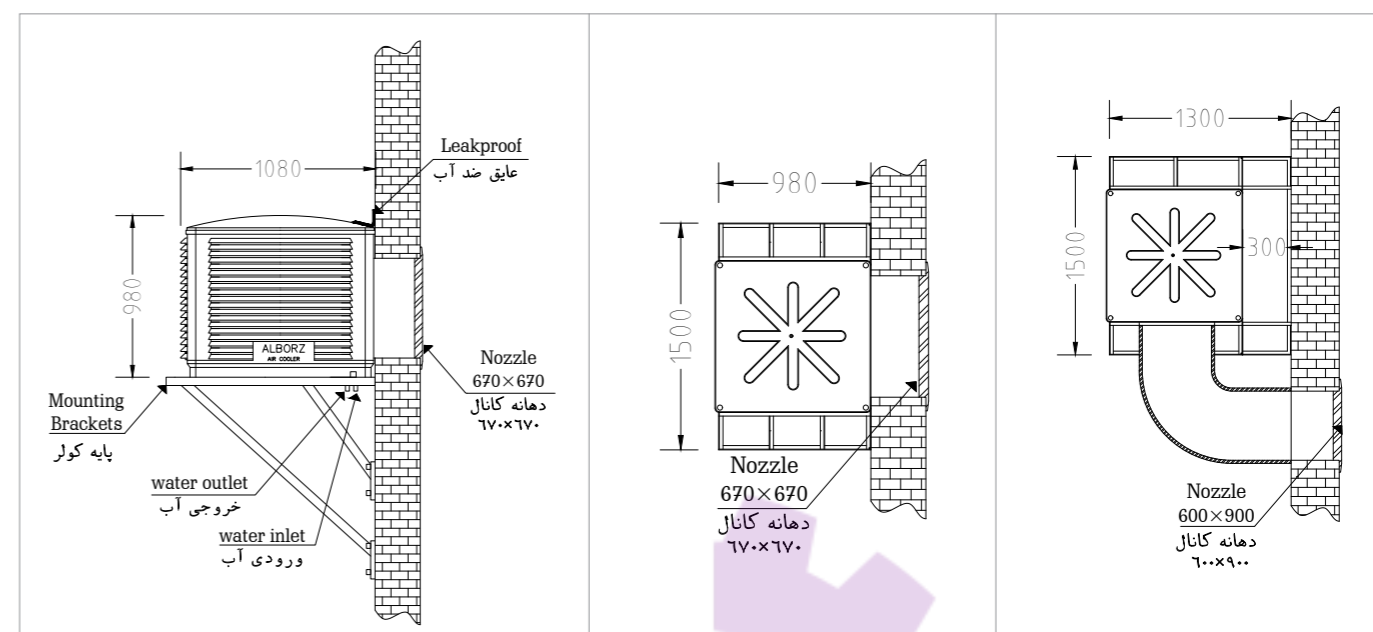 1080
Leakproof
عایق ضد آب
980
ALBORZ
AIR COOLER
Nozzle
670×670
دهانه کانال
٦٧٠×٦٧٠
Mounting
Brackets
پایه کولر
water outlet
خروجی آب
water inlet
ورودی آب
980
1500
Nozzle
670×670
دهانه کانال
٦٧٠×٦٧٠
1300
1500
300
Nozzle
600×900
دهانه کانال
٦٠٠×٩٠٠